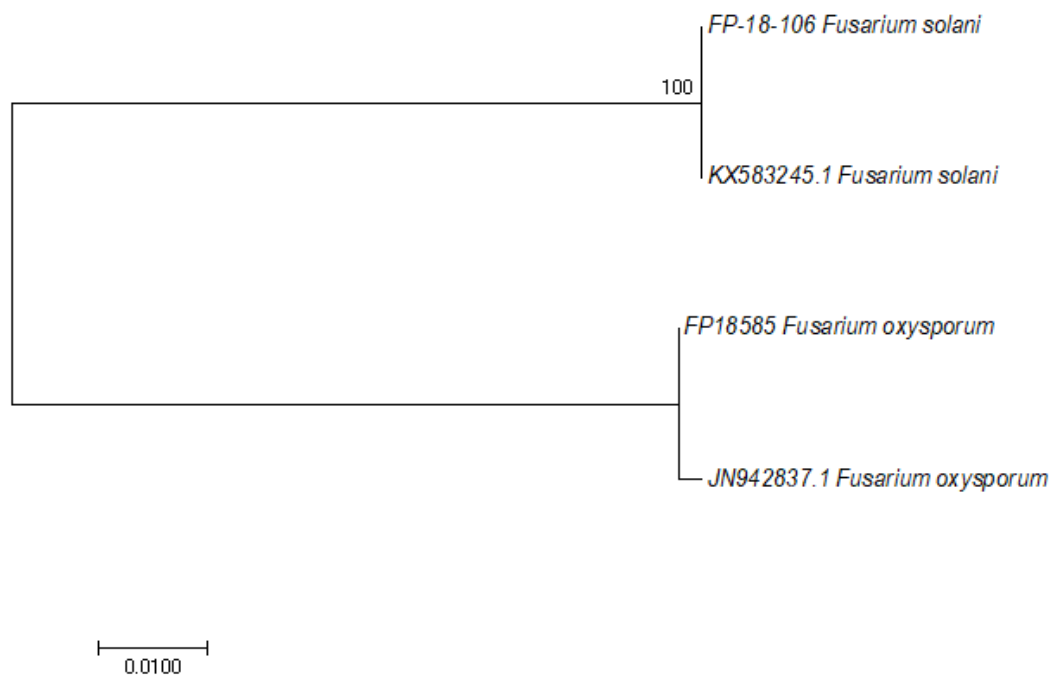 FP-18-106 Fusarium solani
100
KX583245.1 Fusarium solani
FP18585 Fusarium oxysporum
JN942837.1 Fusarium oxysporum
0.0100